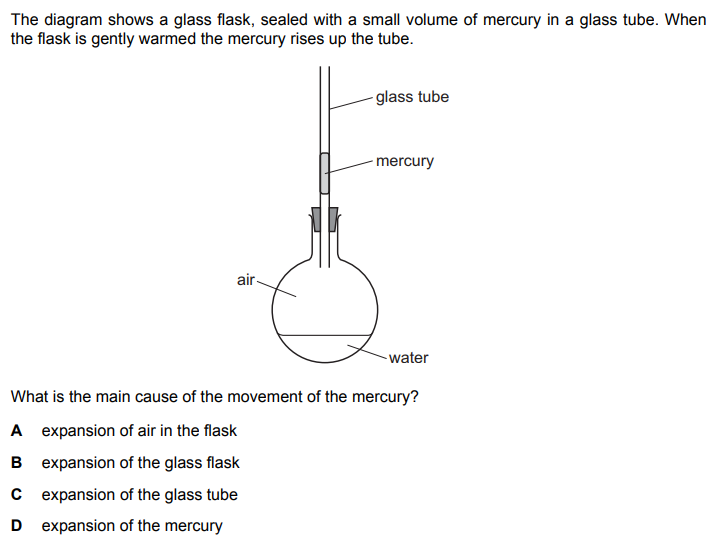 The diagram shows a glass flask, sealed with a small volume of mercury in a glass tube. When
the flask is gently warmed the mercury rises up the tube.
glass tube
mercury
air
water
What is the main cause of the movement of the mercury?
A expansion of air in the flask
B expansion of the glass flask
C expansion of the glass tube
D expansion of the mercury